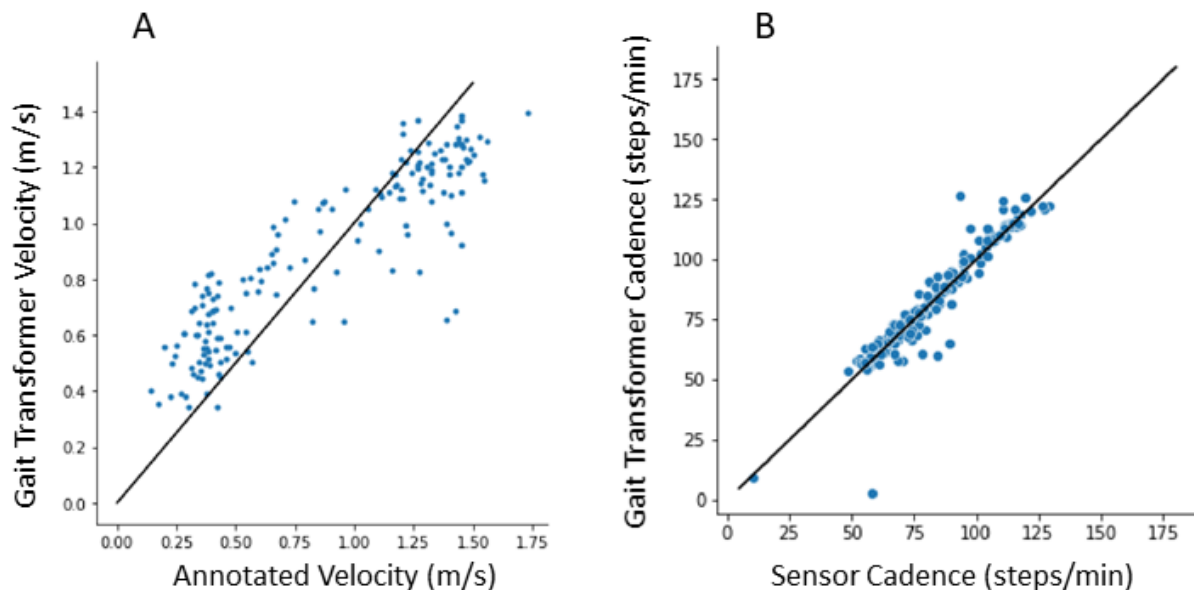 A
Gait Transformer Velocity (m/s)
1.4
1.2
1.0
0.8
0.6
0.4
0.2
0.0
0.00 0.25 0.50 0.75 1.00 1.25 1.50 1.75
Annotated Velocity (m/s)
B
Gait Transformer Cadence (steps/min)
175
150
125
100
75
50
25
0
0 25 50 75 100 125 150 175
Sensor Cadence (steps/min)